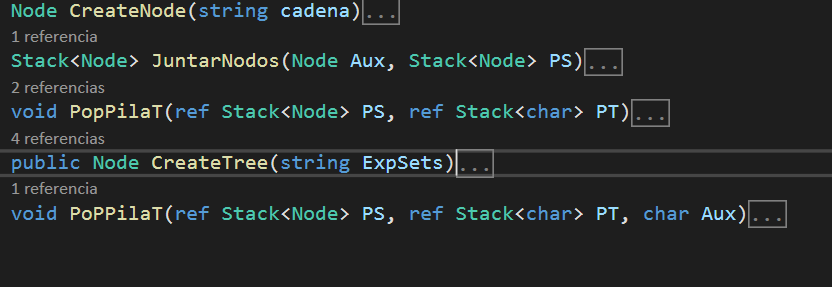 Node CreateNode(string cadena)...
1 referencia
Stack<Node> JuntarNodos(Node Aux, Stack<Node> PS)...
2 referencias
void PopPilaT(ref Stack<Node> PS, ref Stack<char> PT)...
4 referencias
public Node CreateTree(string ExpSets)...
1 referencia
void PoPPilaT(ref Stack<Node> PS, ref Stack<char> PT, char Aux)...